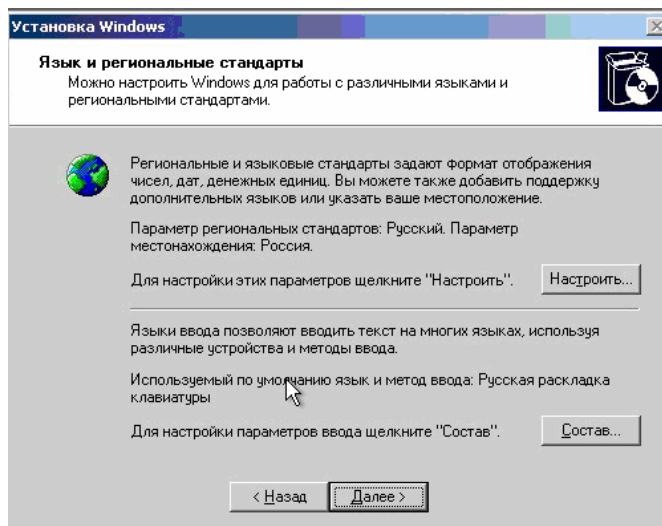 Установка Windows
Язык и региональные стандарты
Можно настроить Windows для работы с различными языками и
региональными стандартами.
Региональные и языковые стандарты задают формат отображения
чисел, дат, денежных единиц. Вы можете также добавить поддержку
дополнительных языков или указать ваше местоположение.
Параметр региональных стандартов: Русский. Параметр
местонахождения: Россия.
Для настройки этих параметров щелкните "Настроить".
Настроить...
Языки ввода позволяют вводить текст на многих языках, используя
различные устройства и методы ввода.
Используемый по умолчанию язык и метод ввода: Русская раскладка
клавиатуры
Для настройки параметров ввода щелкните "Состав".
Состав...
< Назад
Далее >